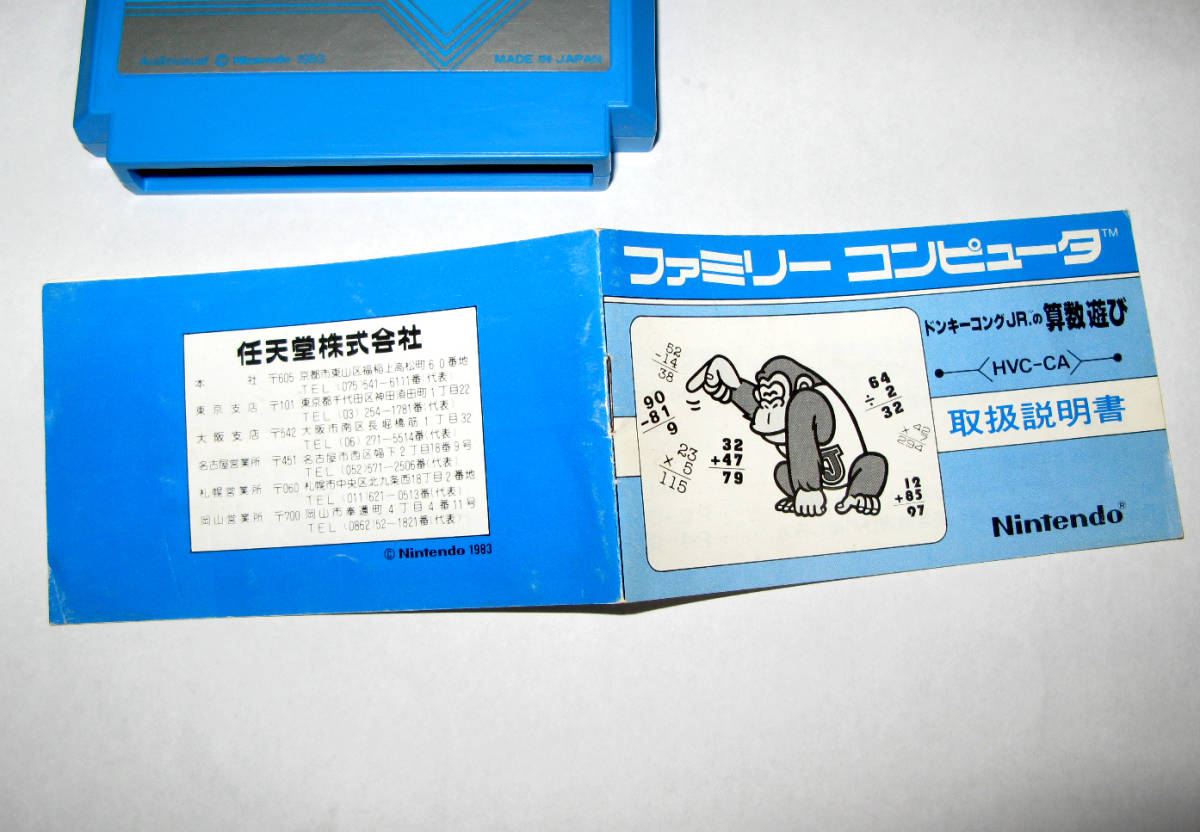 Audiovisual © Nintendo 1983
MADE IN JAPAN
任天堂株式会社
本 社 〒605 京都市東山区福稲上高松町60番地
TEL (075)541-6111番(代表)
東京支店 〒101 東京都千代田区神田須田町1丁目22
TEL (03) 254-1781番(代表)
大阪支店 〒542 大阪市南区長堀橋筋1丁目32
TEL (06) 271-5514番(代表)
名古屋営業所 〒451 名古屋市西区幅下2丁目18番9号
TEL (052)571-2506番(代表)
札幌営業所 〒060 札幌市中央区北九条西18丁目2番地
TEL (011)621-0513番(代表)
岡山営業所 〒700 岡山市奉還町4丁目4番11号
TEL (0862)52-1821番(代表)
© Nintendo 1983
ファミリー コンピュータ™
ドンキーコングJR.の算数遊び
HVC-CA
取扱説明書
Nintendo®
52
-14
38
90
-81
9
23
× 5
115
32
+47
79
J
64
÷ 2
32
12
+85
97